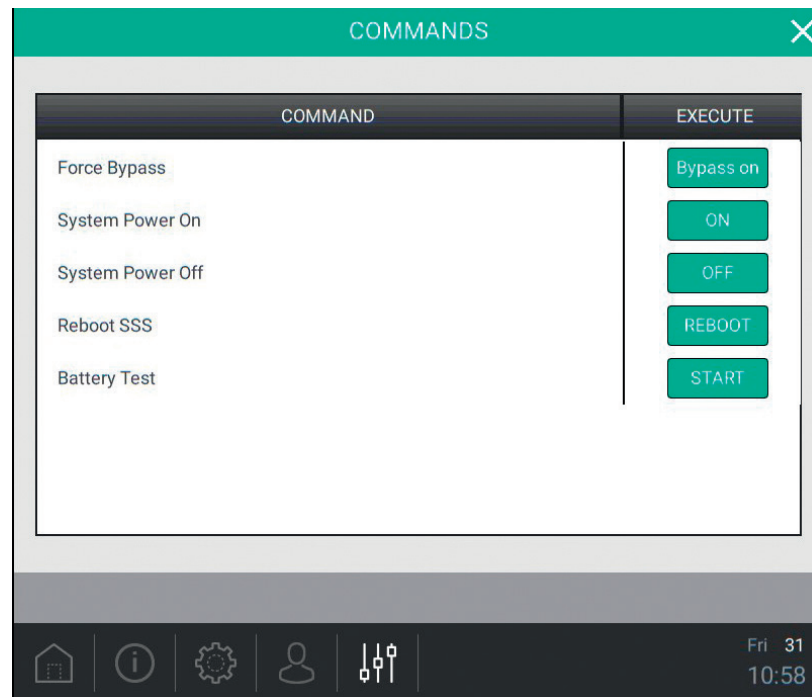 COMMANDS
COMMAND EXECUTE
Force Bypass Bypass on
System Power On ON
System Power Off OFF
Reboot SSS REBOOT
Battery Test START
Fri 31
10:58